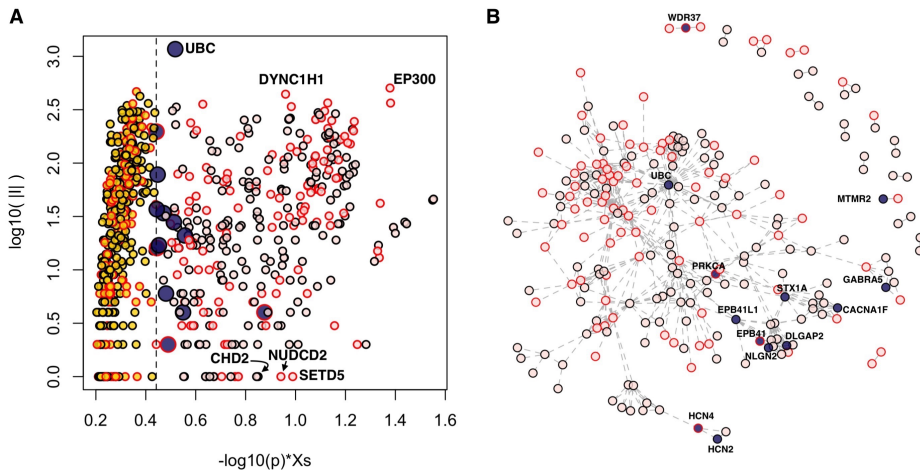 A
B
UBC
DYNC1H1
EP300
CHD2
NUDCD2
SETD5
3.0
2.5
2.0
1.5
1.0
0.5
0.0
log10( |I| )
0.2 0.4 0.6 0.8 1.0 1.2 1.4 1.6
-log10(p)*Xs
WDR37
UBC
MTMR2
PRKCA
STX1A
GABRA5
EPB41L1
CACNA1F
EPB41
DLGAP2
NLGN2
HCN4
HCN2